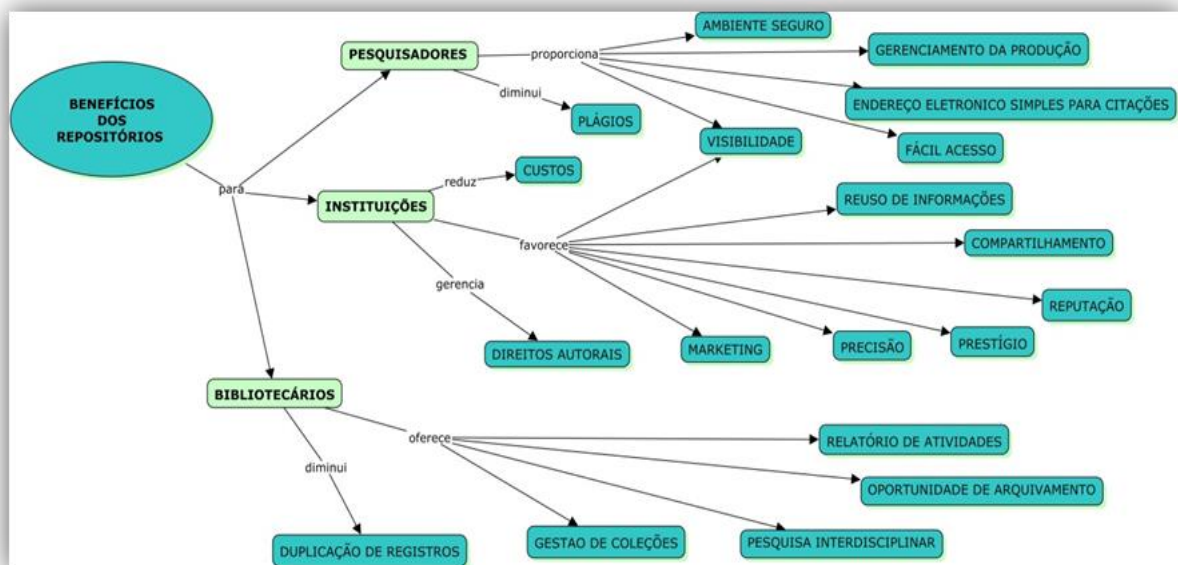 BENEFÍCIOS
DOS
REPOSITÓRIOS
para
PESQUISADORES
proporciona
AMBIENTE SEGURO
GERENCIAMENTO DA PRODUÇÃO
ENDEREÇO ELETRONICO SIMPLES PARA CITAÇÕES
FÁCIL ACESSO
VISIBILIDADE
diminui
PLÁGIOS
INSTITUIÇÕES
reduz
CUSTOS
favorece
REUSO DE INFORMAÇÕES
COMPARTILHAMENTO
REPUTAÇÃO
PRESTÍGIO
PRECISÃO
MARKETING
gerencia
DIREITOS AUTORAIS
BIBLIOTECÁRIOS
oferece
RELATÓRIO DE ATIVIDADES
OPORTUNIDADE DE ARQUIVAMENTO
PESQUISA INTERDISCIPLINAR
GESTAO DE COLEÇÕES
diminui
DUPLICAÇÃO DE REGISTROS